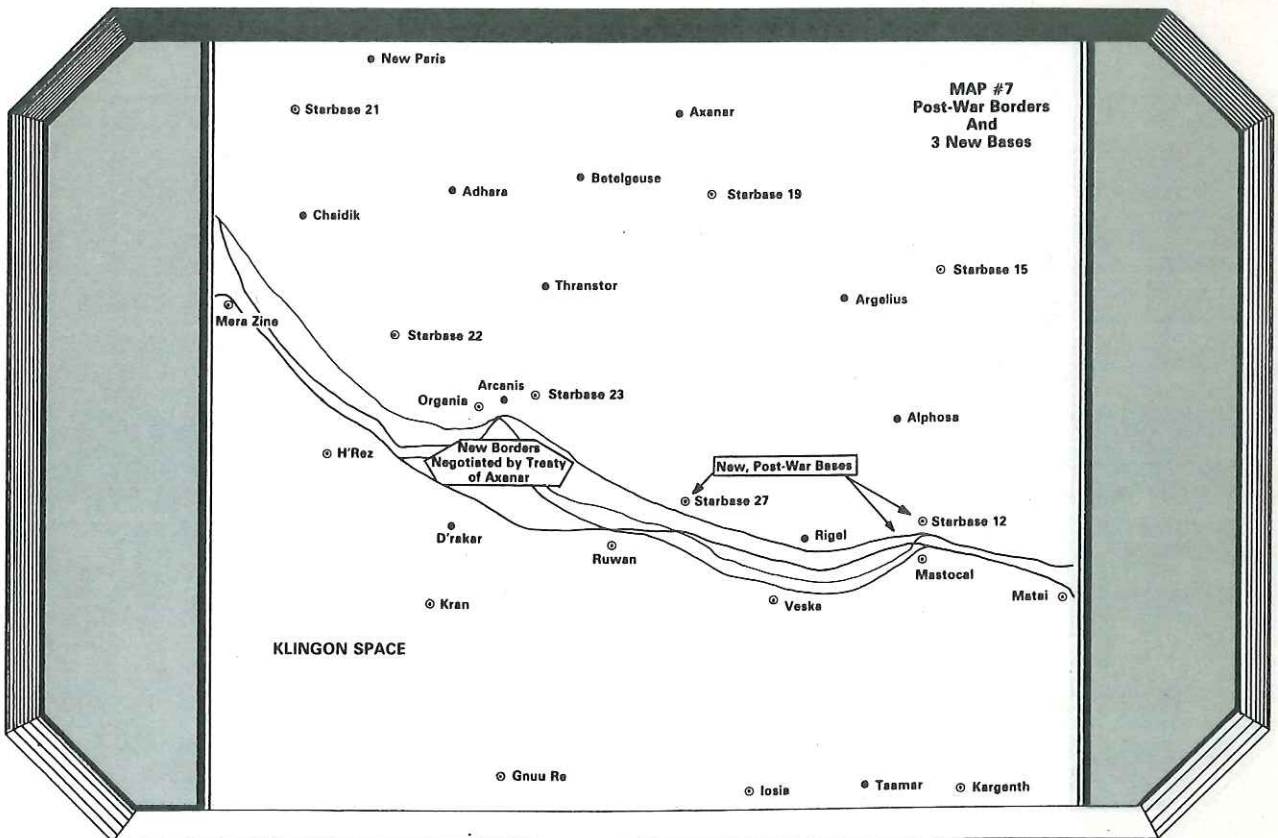 New Paris
MAP #7
Post-War Borders
And
3 New Bases
Starbase 21
Axanar
Betelgeuse
Adhara
Starbase 19
Chaidik
Starbase 15
Thranstor
Argelius
Mera Zine
Starbase 22
Arcanis
Organia
Starbase 23
Alphosa
H'Rez
New Borders
Negotiated by Treaty
of Axanar
New, Post-War Bases
Starbase 27
Starbase 12
D'rakar
Rigel
Ruwan
Mastocal
Matai
Kran
Veska
KLINGON SPACE
Gnuu Re
Iosia
Taamar
Kargenth